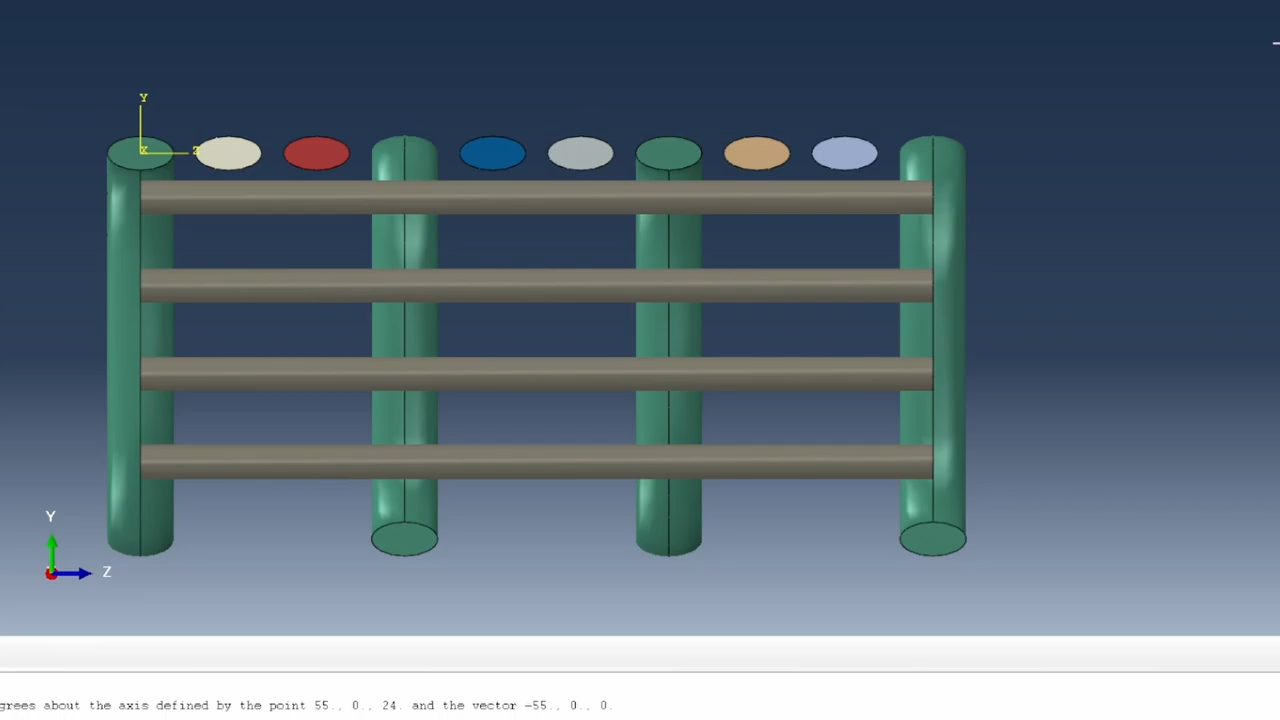 Y
X
Z
Y
Z
grees about the axis defined by the point 55., 0., 24. and the vector -55., 0., 0.